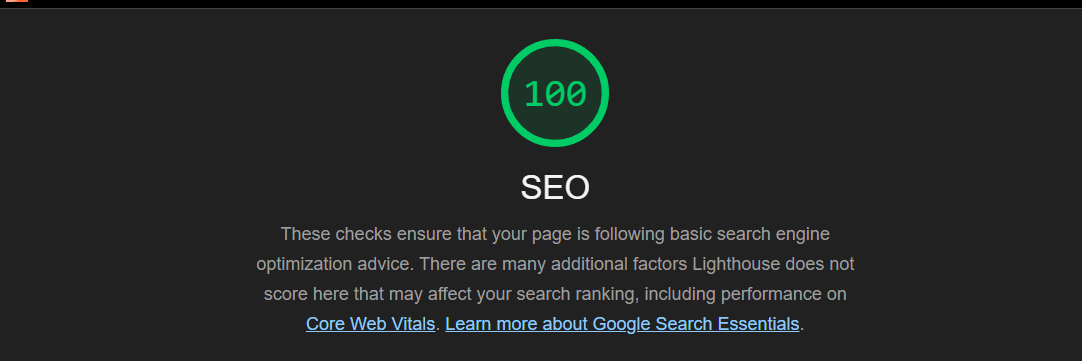 100
SEO
These checks ensure that your page is following basic search engine
optimization advice. There are many additional factors Lighthouse does not
score here that may affect your search ranking, including performance on
Core Web Vitals. Learn more about Google Search Essentials.